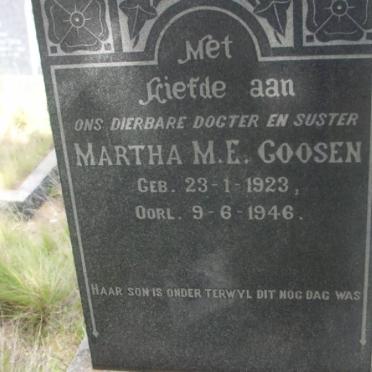 Met
Liefde aan
ONS DIERBARE DOGTER EN SUSTER
MARTHA M.E. GOOSEN
GEB. 23-1-1923,
OORL. 9-6-1946.
HAAR SON IS ONDER TERWYL DIT NOG DAG WAS